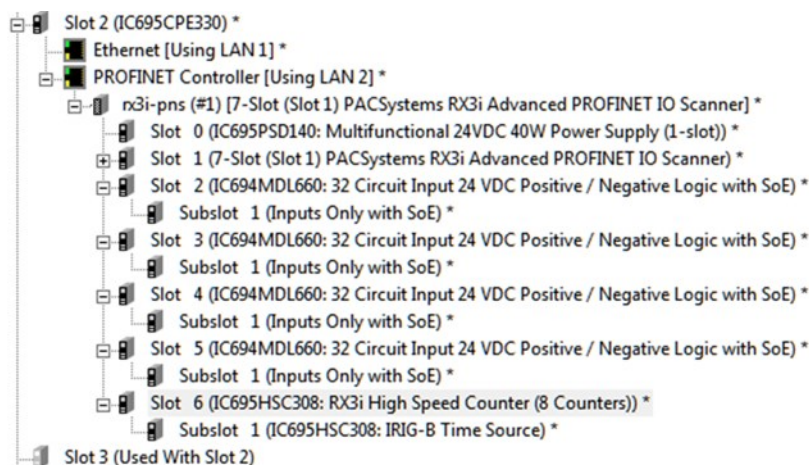 Slot 2 (IC695CPE330) *
Ethernet [Using LAN 1] *
PROFINET Controller [Using LAN 2] *
rx3i-pns (#1) [7-Slot (Slot 1) PACSystems RX3i Advanced PROFINET IO Scanner] *
Slot 0 (IC695PSD140: Multifunctional 24VDC 40W Power Supply (1-slot)) *
Slot 1 (7-Slot (Slot 1) PACSystems RX3i Advanced PROFINET IO Scanner) *
Slot 2 (IC694MDL660: 32 Circuit Input 24 VDC Positive / Negative Logic with SoE) *
Subslot 1 (Inputs Only with SoE) *
Slot 3 (IC694MDL660: 32 Circuit Input 24 VDC Positive / Negative Logic with SoE) *
Subslot 1 (Inputs Only with SoE) *
Slot 4 (IC694MDL660: 32 Circuit Input 24 VDC Positive / Negative Logic with SoE) *
Subslot 1 (Inputs Only with SoE) *
Slot 5 (IC694MDL660: 32 Circuit Input 24 VDC Positive / Negative Logic with SoE) *
Subslot 1 (Inputs Only with SoE) *
Slot 6 (IC695HSC308: RX3i High Speed Counter (8 Counters)) *
Subslot 1 (IC695HSC308: IRIG-B Time Source) *
Slot 3 (Used With Slot 2)